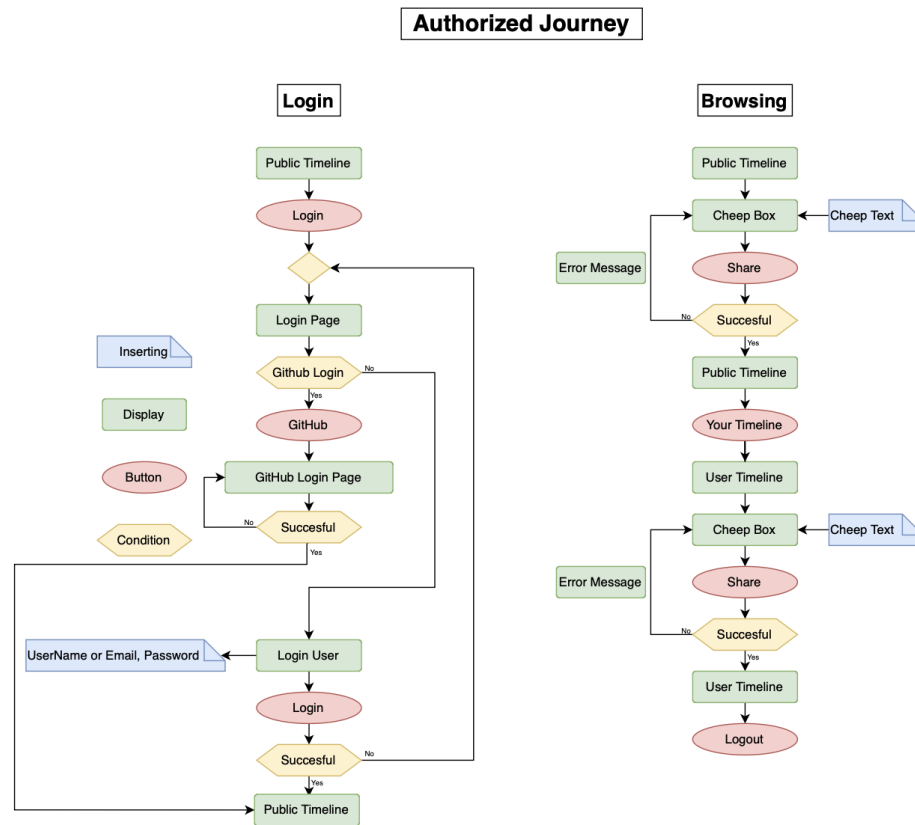 Authorized Journey
Login
Public Timeline
Login
Login Page
Github Login
No
Yes
GitHub
GitHub Login Page
Succesful
No
Yes
Inserting
Display
Button
Condition
UserName or Email, Password
Login User
Login
Succesful
No
Yes
Public Timeline
Browsing
Public Timeline
Cheep Box
Cheep Text
Error Message
Share
Succesful
No
Yes
Public Timeline
Your Timeline
User Timeline
Cheep Box
Cheep Text
Error Message
Share
Succesful
No
Yes
User Timeline
Logout